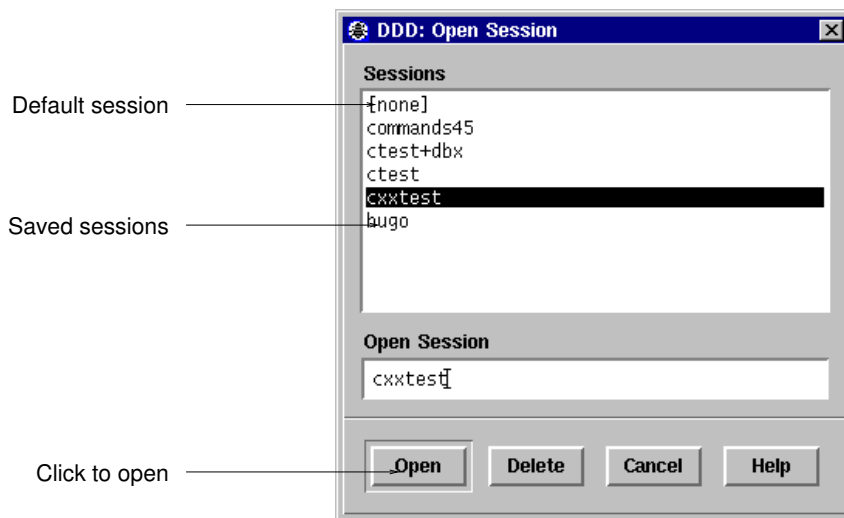 DDD: Open Session
Sessions
Default session
[none]
commands45
ctest+dbx
ctest
cxxtest
Saved sessions
hugo
Open Session
cxxtest
Click to open
Open
Delete
Cancel
Help